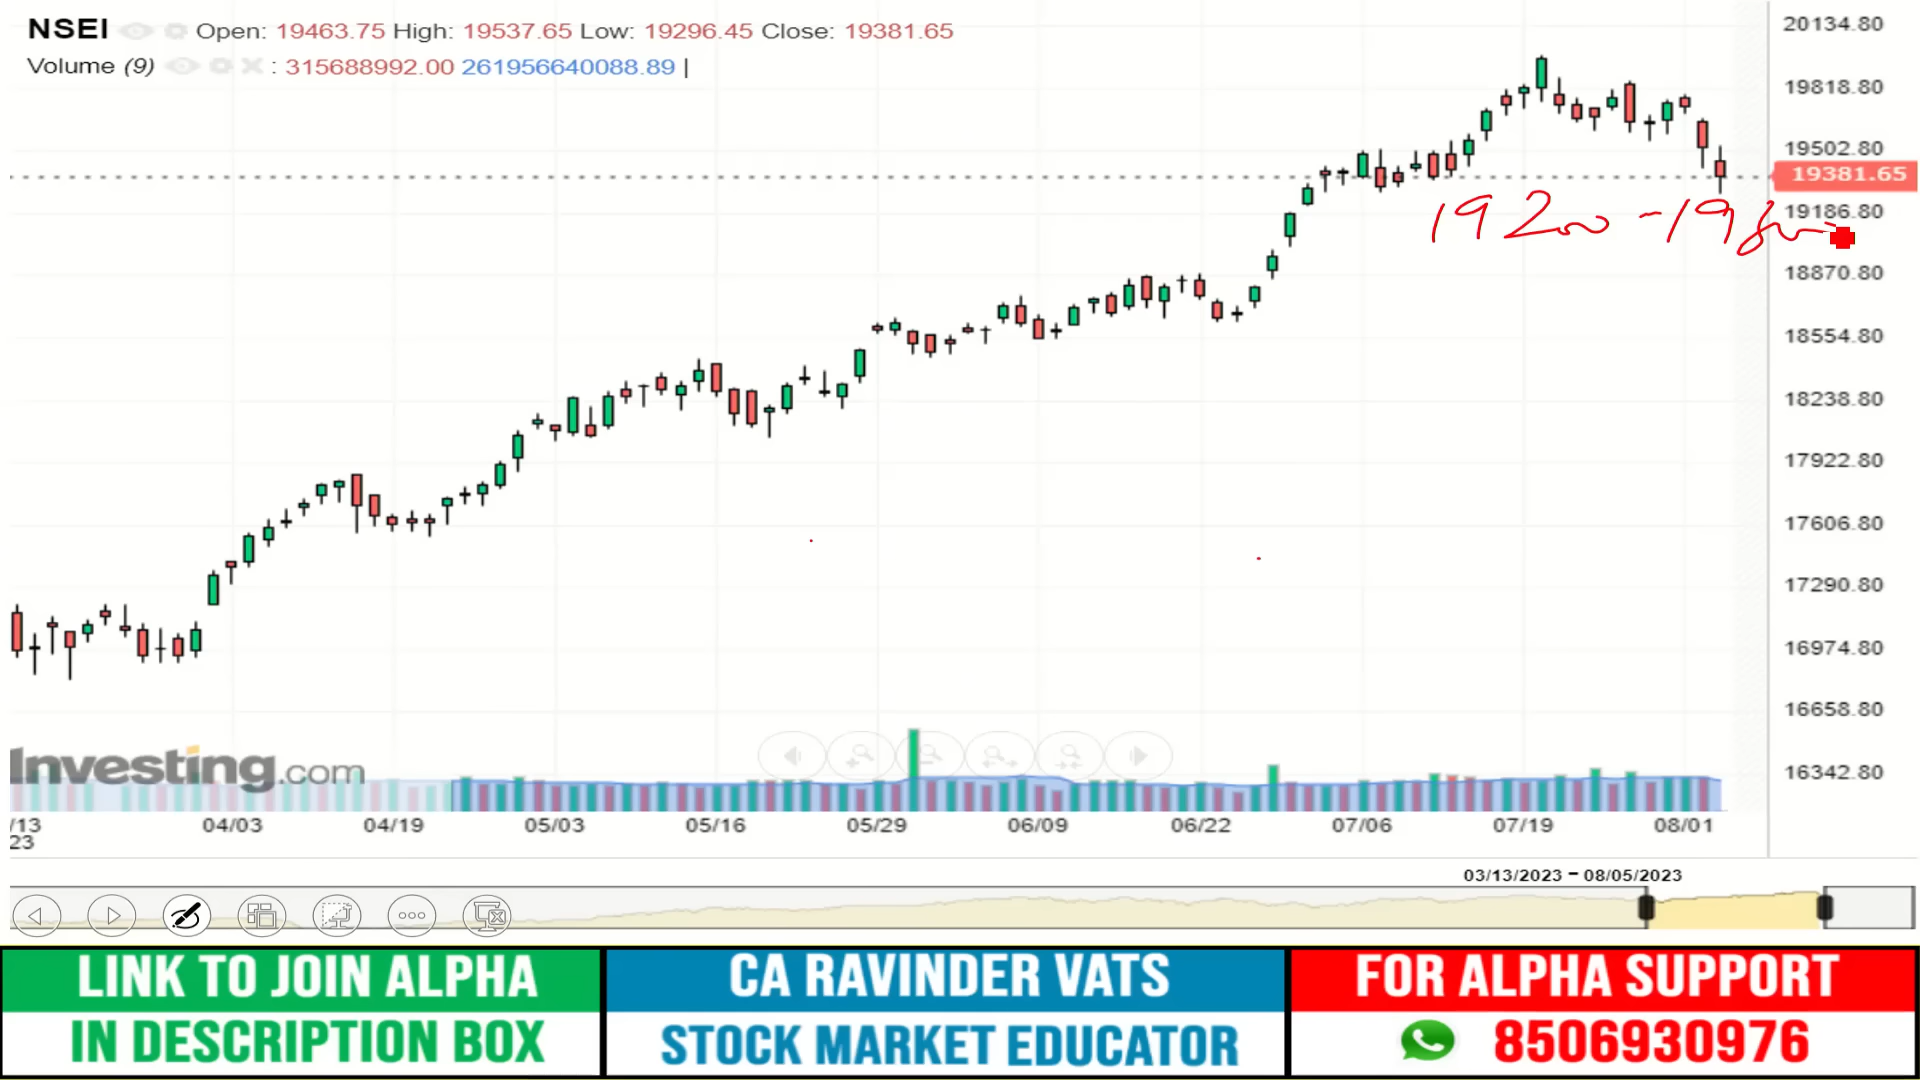 NSEI Open: 19463.75 High: 19537.65 Low: 19296.45 Close: 19381.65
Volume (9) : 315688992.00 261956640088.89
20134.80
19818.80
19502.80
19381.65
19186.80
19200 - 19800
18870.80
18554.80
18238.80
17922.80
17606.80
17290.80
16974.80
16658.80
16342.80
Investing.com
/13 04/03 04/19 05/03 05/16 05/29 06/09 06/22 07/06 07/19 08/01
23
03/13/2023 - 08/05/2023
LINK TO JOIN ALPHA
IN DESCRIPTION BOX
CA RAVINDER VATS
STOCK MARKET EDUCATOR
FOR ALPHA SUPPORT
8506930976